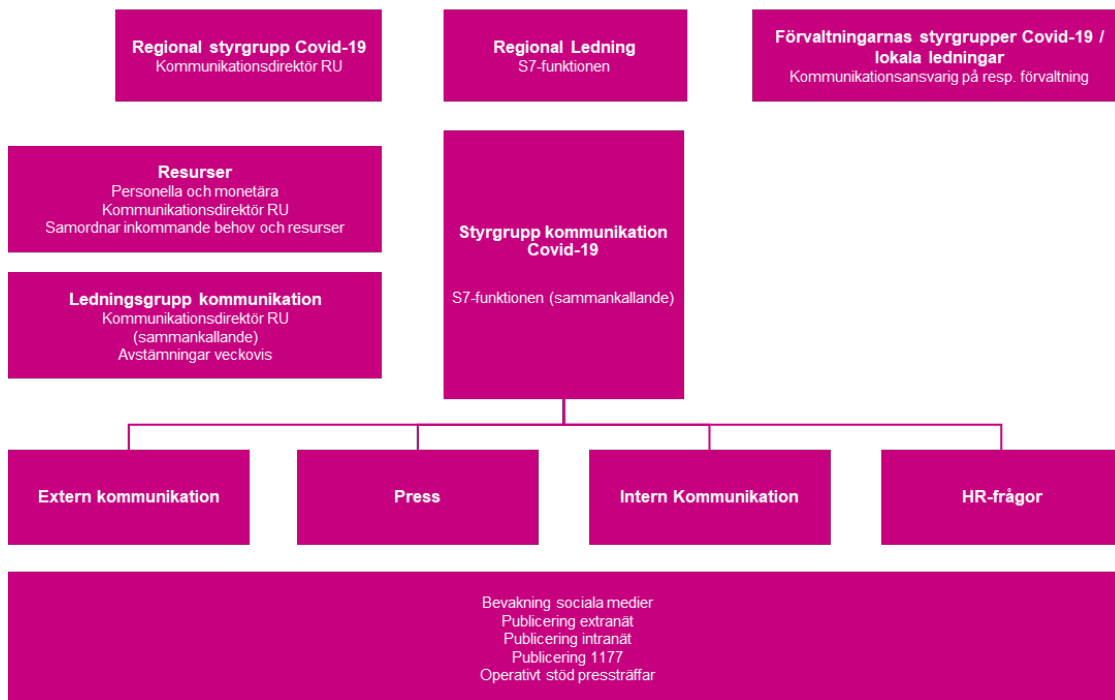 Regional styrgrupp Covid-19
Kommunikationsdirektör RU
Regional Ledning
S7-funktionen
Förvaltningarnas styrgrupper Covid-19 /
lokala ledningar
Kommunikationsansvarig på resp. förvaltning
Resurser
Personella och monetära
Kommunikationsdirektör RU
Samordnar inkommande behov och resurser
Styrgrupp kommunikation
Covid-19
S7-funktionen (sammankallande)
Ledningsgrupp kommunikation
Kommunikationsdirektör RU
(sammankallande)
Avstämningar veckovis
Extern kommunikation
Press
Intern Kommunikation
HR-frågor
Bevakning sociala medier
Publicering extranät
Publicering intranät
Publicering 1177
Operativt stöd pressträffar